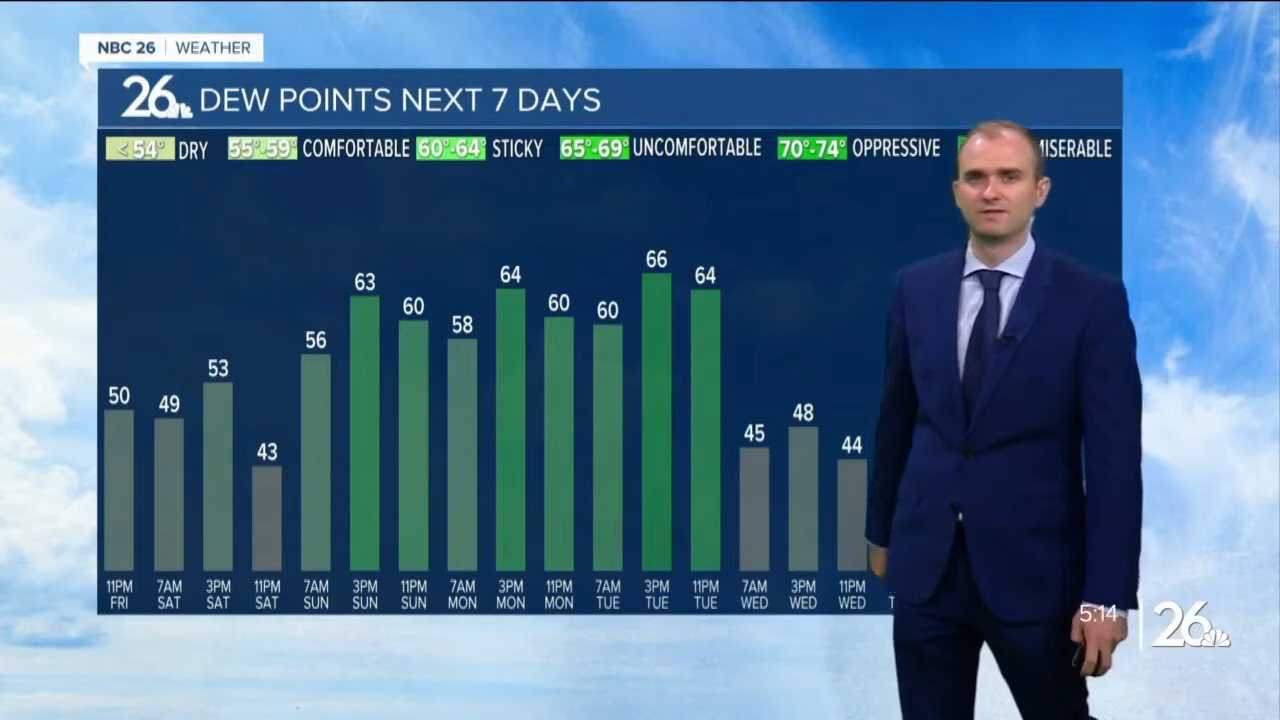 NBC 26 | WEATHER
26 DEW POINTS NEXT 7 DAYS
<54° DRY 55°-59° COMFORTABLE 60°-64° STICKY 65°-69° UNCOMFORTABLE 70°-74° OPPRESSIVE MISERABLE
50 49 53 43 56 63 60 58 64 60 60 66 64 45 48 44
11PM 7AM 3PM 11PM 7AM 3PM 11PM 7AM 3PM 11PM 7AM 3PM 11PM 7AM 3PM 11PM
FRI SAT SAT SAT SUN SUN SUN MON MON MON TUE TUE TUE WED WED WED
5:14 26